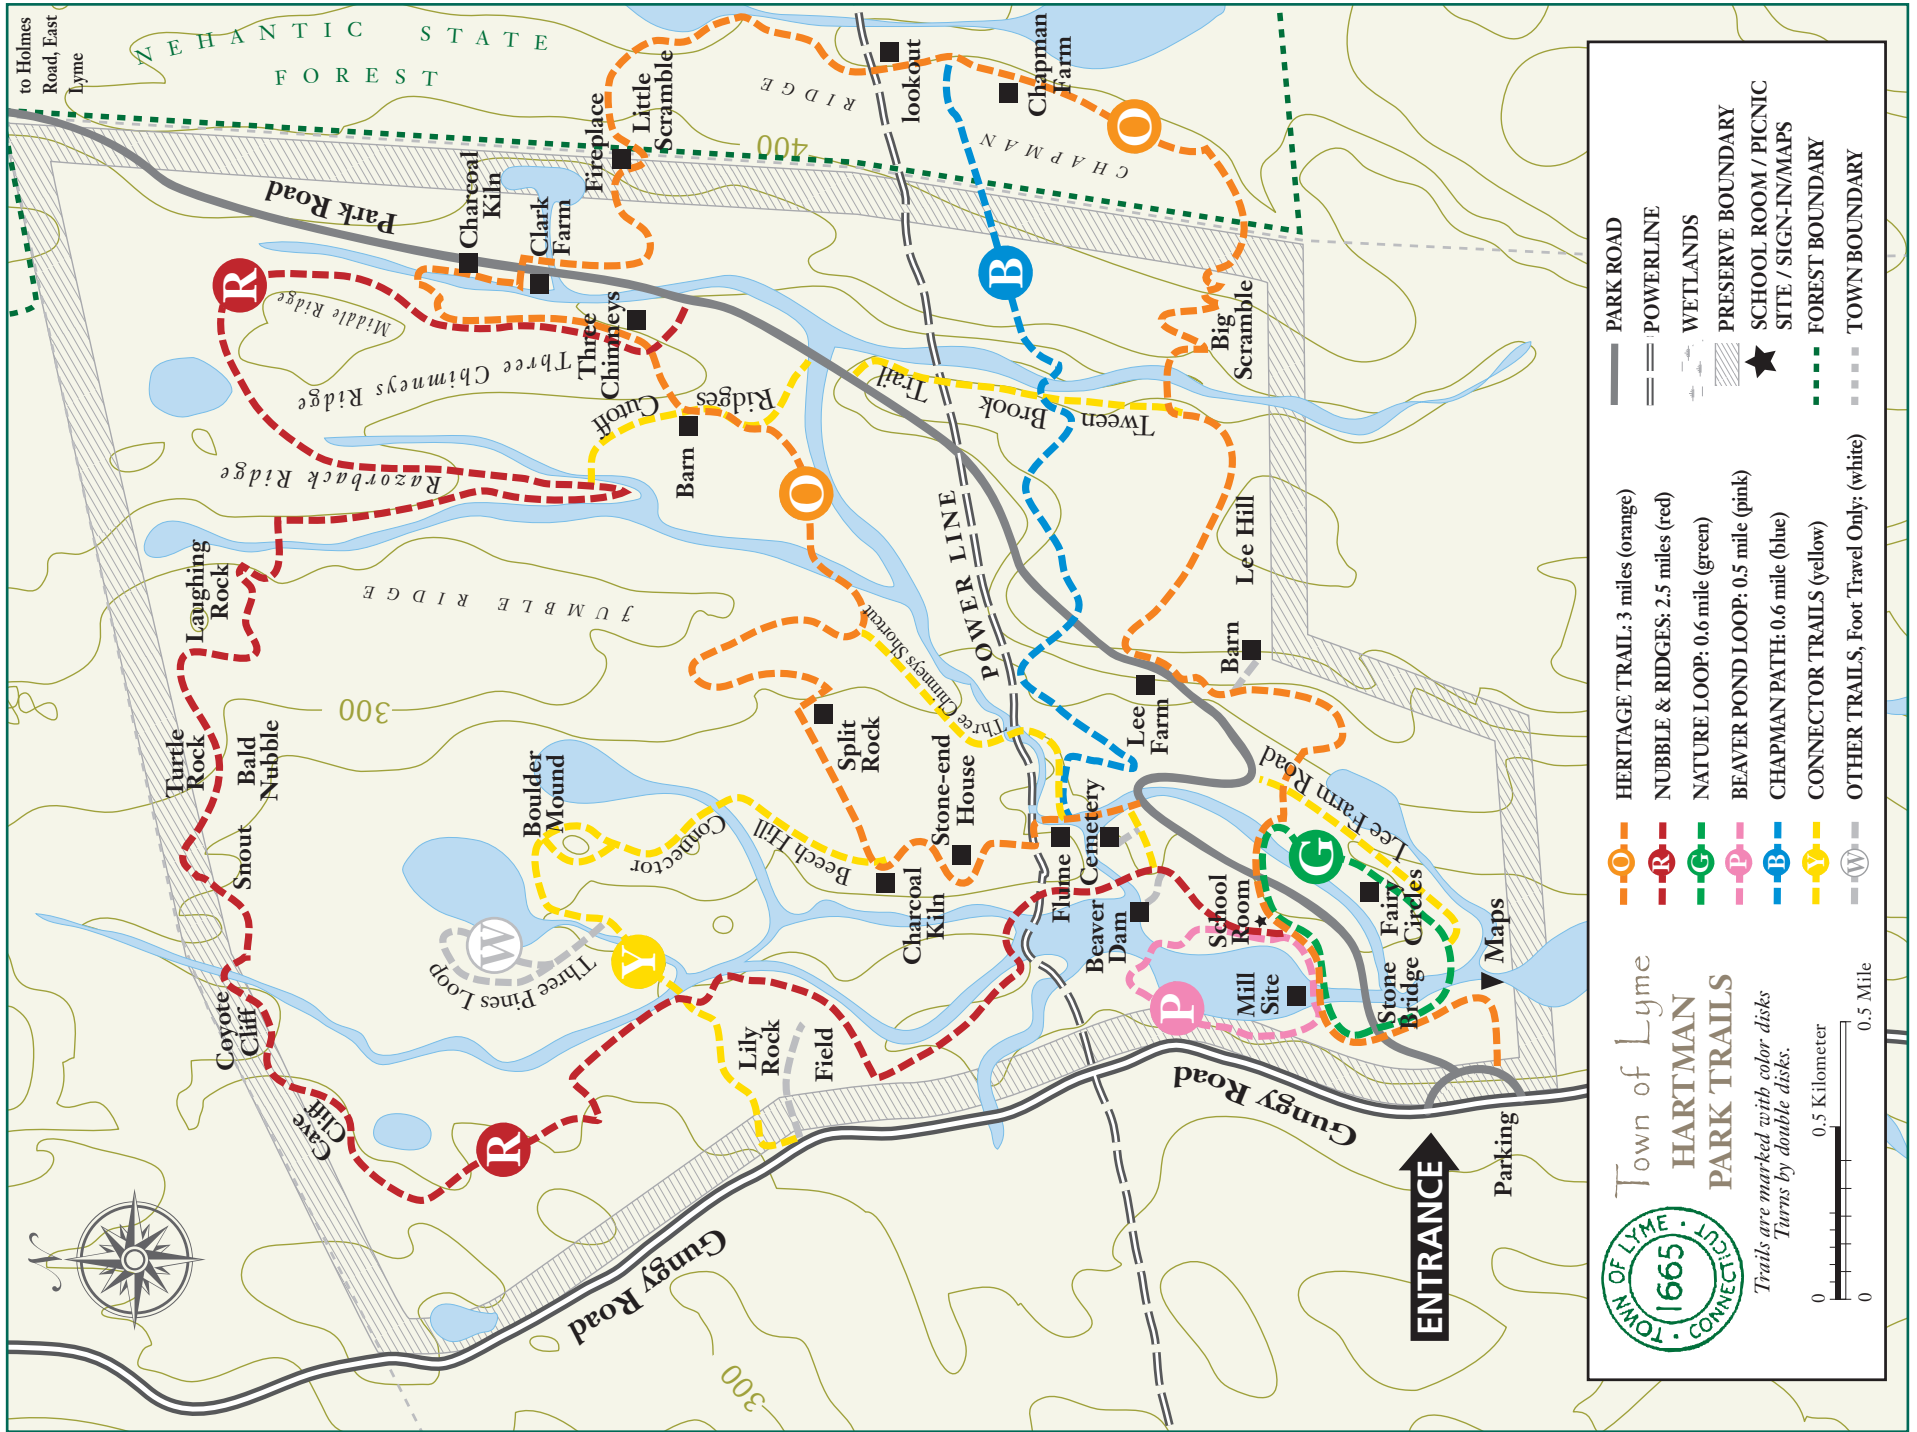 to Holmes
Road, East
Lyme
NEHANTIC STATE
FOREST
Park Road
Charcoal
Kiln
Clark
Farm
Fireplace
Little
Scramble
RIDGE
CHAPMAN
400
lookout
Chapman
Farm
O
R
Middle Ridge
Three Chimneys Ridge
Three
Chimneys
Razorback Ridge
Cutoff
Ridges
Barn
O
Trail
Brook
Tween
B
Big
Scramble
Laughing
Rock
JUMBLE RIDGE
300
Turtle
Rock
Bald
Nubble
Snout
Coyote
Cliff
Cave
Cliff
R
Boulder
Mound
Connector
Beech Hill
W
Three Pines Loop
Y
Lily
Rock
Field
Split
Rock
Stone-end
House
Charcoal
Kiln
Three Chimneys Shortcut
POWER LINE
Lee Hill
Barn
Lee
Farm
Lee Farm Road
Flume
Cemetery
Beaver
Dam
School
Room
P
Mill
Site
G
Fairy
Circles
Stone
Bridge
Maps
Gungy Road
Gungy Road
300
ENTRANCE
Parking
TOWN OF LYME • CONNECTICUT •
1665
Town of Lyme
HARTMAN
PARK TRAILS
Trails are marked with color disks
Turns by double disks.
0 0.5 Kilometer
0 0.5 Mile
O HERITAGE TRAIL: 3 miles (orange)
R NUBBLE & RIDGES: 2.5 miles (red)
G NATURE LOOP: 0.6 mile (green)
P BEAVER POND LOOP: 0.5 mile (pink)
B CHAPMAN PATH: 0.6 mile (blue)
Y CONNECTOR TRAILS (yellow)
W OTHER TRAILS, Foot Travel Only: (white)
PARK ROAD
POWERLINE
WETLANDS
PRESERVE BOUNDARY
SCHOOL ROOM / PICNIC
SITE / SIGN-IN/MAPS
FOREST BOUNDARY
TOWN BOUNDARY